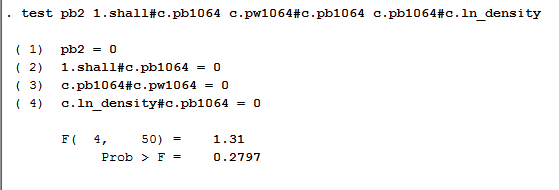 . test pb2 1.shall#c.pb1064 c.pw1064#c.pb1064 c.pb1064#c.ln_density
( 1) pb2 = 0
( 2) 1.shall#c.pb1064 = 0
( 3) c.pb1064#c.pw1064 = 0
( 4) c.ln_density#c.pb1064 = 0
F( 4, 50) = 1.31
Prob > F = 0.2797